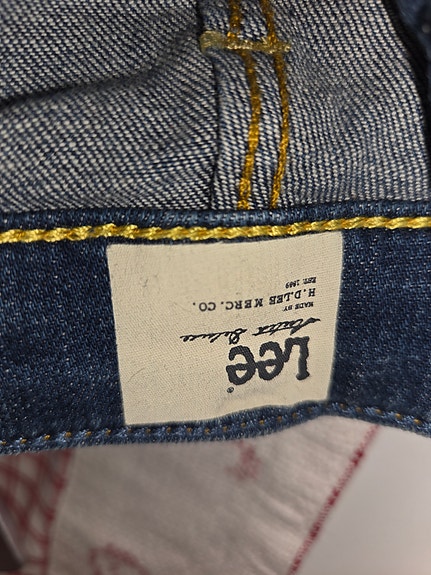 Lee®
MADE BY
H.D.LEE MERC. CO.
EST. 1889